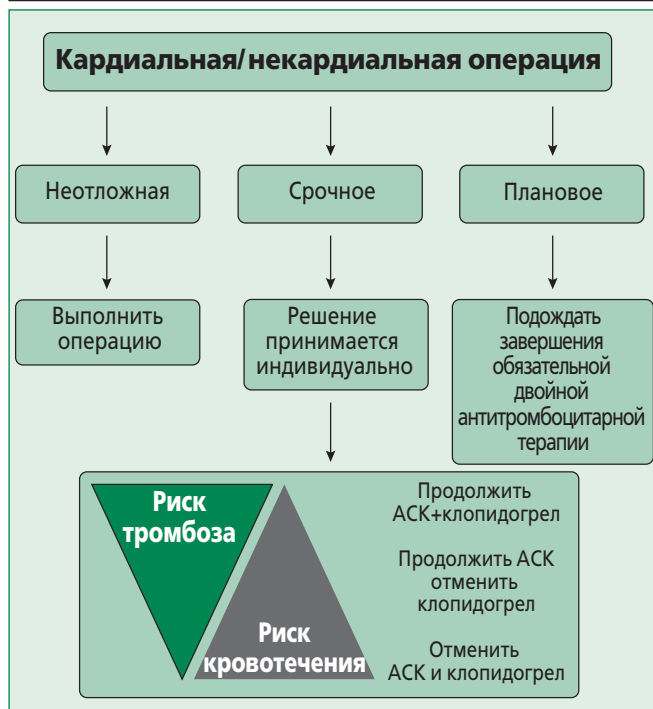 Кардиальная/некардиальная операция
Неотложная
Срочное
Плановое
Выполнить
операцию
Решение
принимается
индивидуально
Подождать
завершения
обязательной
двойной
антитромбоцитарной
терапии
Риск
тромбоза
Риск
кровотечения
Продолжить
АСК+клопидогрел
Продолжить АСК
отменить
клопидогрел
Отменить
АСК и клопидогрел